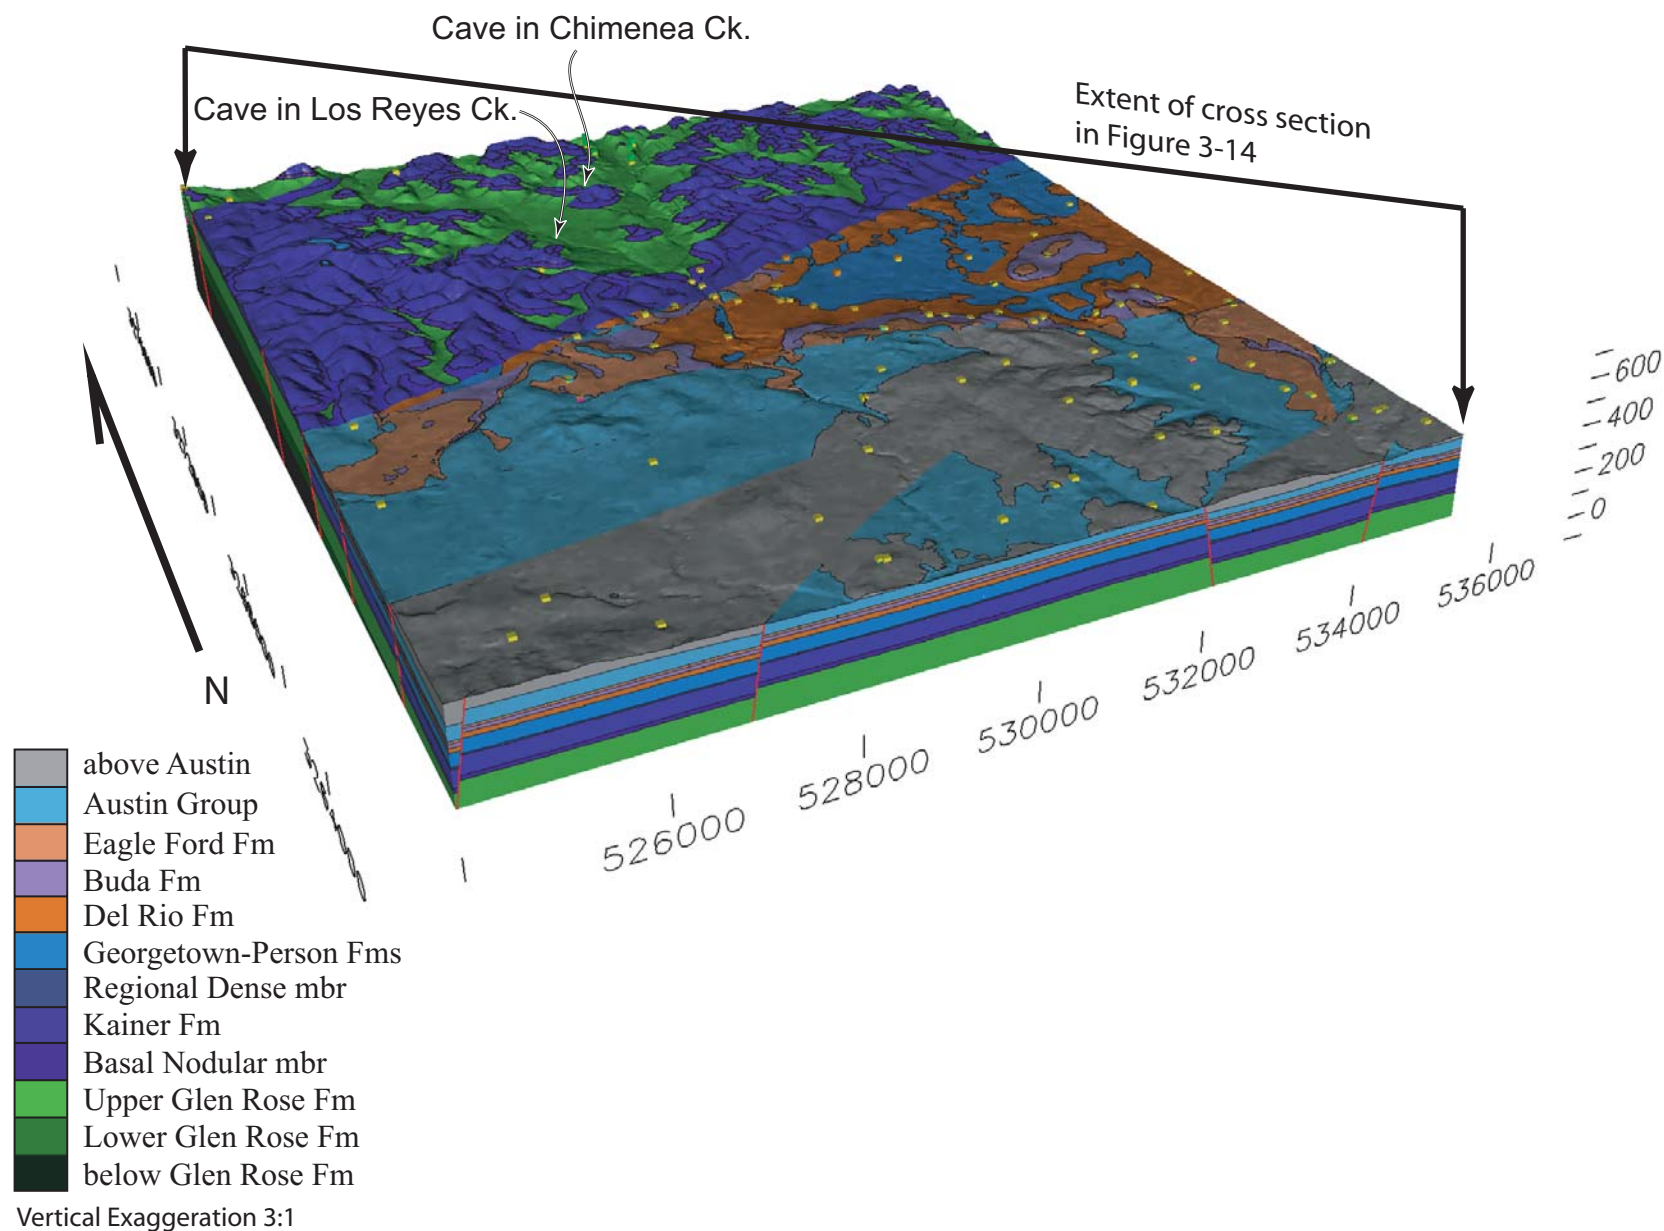 Cave in Chimenea Ck.
Cave in Los Reyes Ck.
Extent of cross section
in Figure 3-14
600
400
200
0
536000
534000
532000
530000
528000
526000
N
above Austin
Austin Group
Eagle Ford Fm
Buda Fm
Del Rio Fm
Georgetown-Person Fms
Regional Dense mbr
Kainer Fm
Basal Nodular mbr
Upper Glen Rose Fm
Lower Glen Rose Fm
below Glen Rose Fm
Vertical Exaggeration 3:1